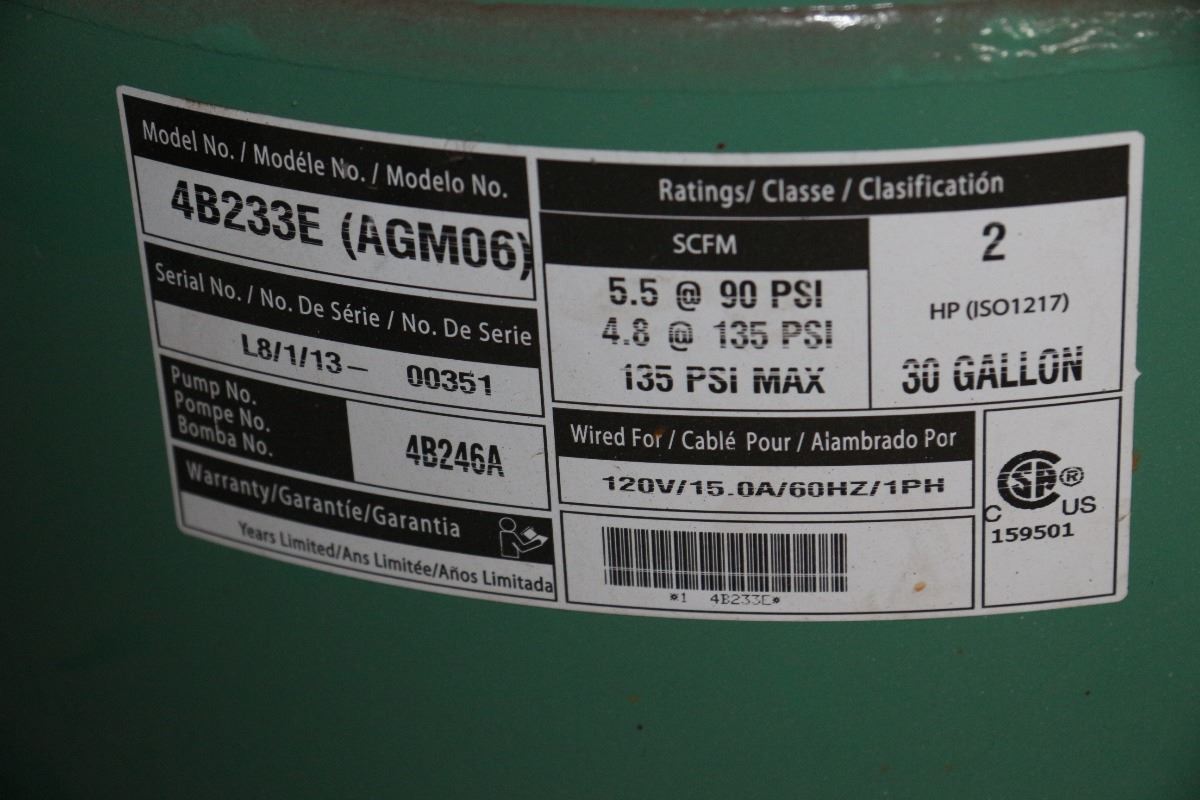 Model No. / Modéle No. / Modelo No.
4B233E (AGM06)
Serial No. / No. De Série / No. De Serie
L8/1/13- 00351
Pump No.
Pompe No.
Bomba No.
4B246A
Warranty/Garantíe/Garantia
Years Limited/Ans Limitée/Años Limitada
Ratings/ Classe / Clasificatión
SCFM
5.5 @ 90 PSI
4.8 @ 135 PSI
135 PSI MAX
2
HP (ISO1217)
30 GALLON
Wired For / Cablé Pour / Alambrado Por
120V/15.0A/60HZ/1PH
*1 4B233E*
CSA®
C US
159501